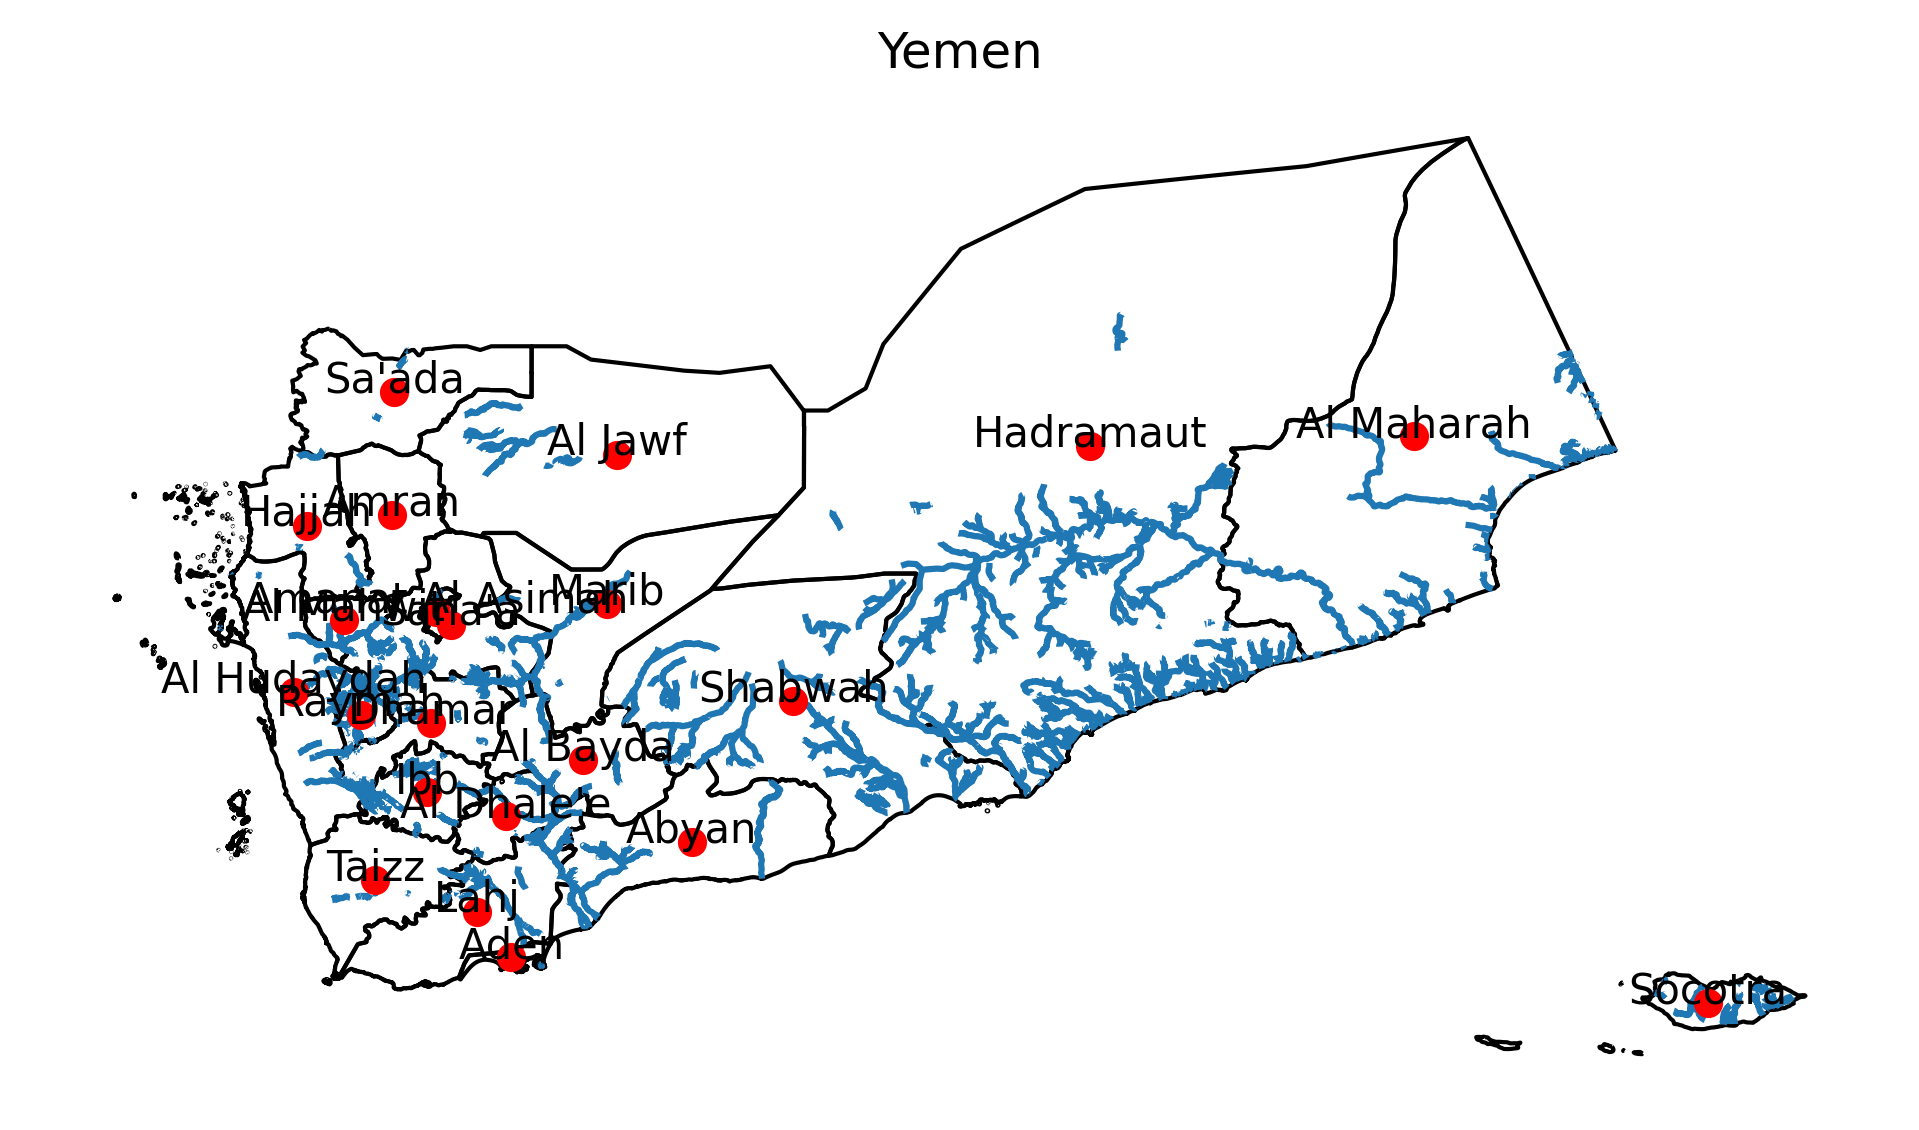 Yemen
Sa'ada
Al Jawf
Hadramaut
Al Maharah
Hajjah
Amran
Amanat Al Asimah
Al Mahwit
Sana'a
Marib
Al Hudaydah
Raymah
Dhamar
Shabwah
Al Bayda
Ibb
Al Dhale'e
Abyan
Taizz
Lahj
Aden
Socotra